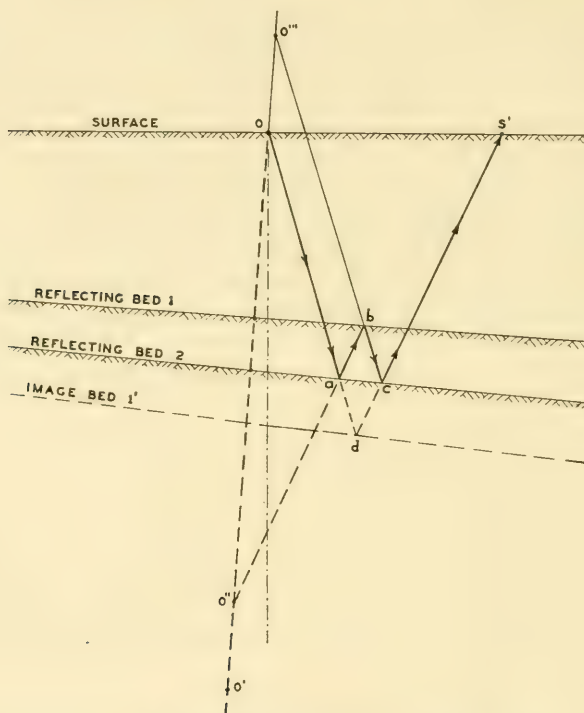 O'''
SURFACE
O
S'
REFLECTING BED 1
b
REFLECTING BED 2
a
c
IMAGE BED 1'
d
O''
O'